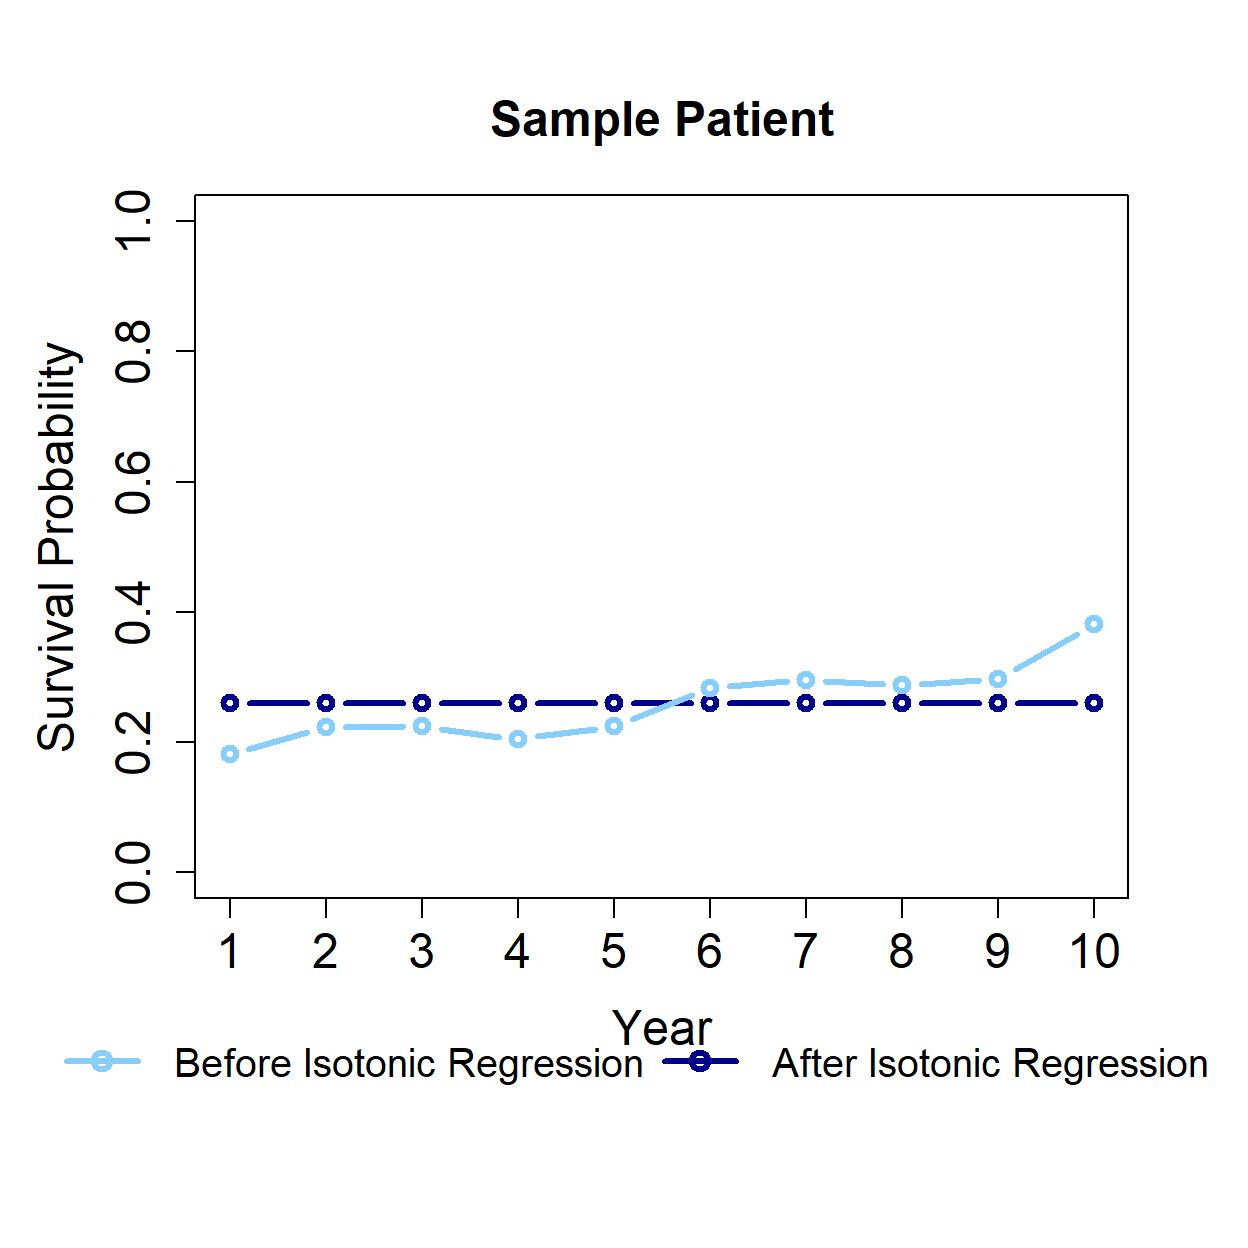 Sample Patient
Survival Probability
1.0
0.8
0.6
0.4
0.2
0.0
1 2 3 4 5 6 7 8 9 10
Year
Before Isotonic Regression After Isotonic Regression